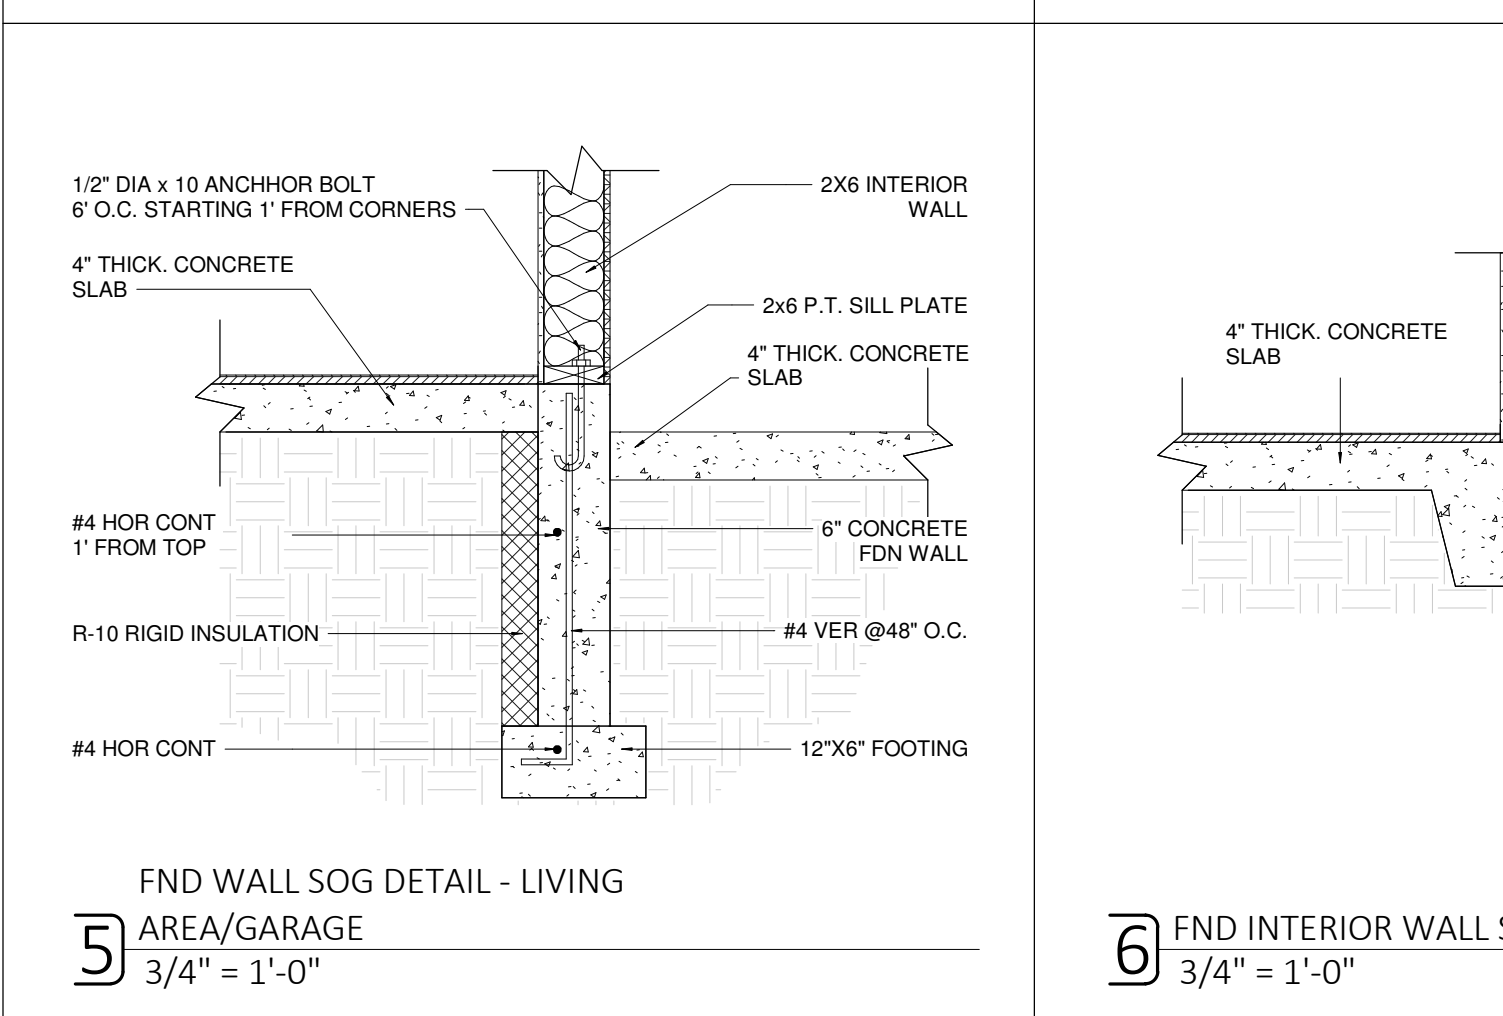 1/2" DIA x 10 ANCHHOR BOLT
6' O.C. STARTING 1' FROM CORNERS
4" THICK. CONCRETE
SLAB
#4 HOR CONT
1' FROM TOP
R-10 RIGID INSULATION
#4 HOR CONT
2X6 INTERIOR
WALL
2x6 P.T. SILL PLATE
4" THICK. CONCRETE
SLAB
6" CONCRETE
FDN WALL
#4 VER @48" O.C.
12"X6" FOOTING
FND WALL SOG DETAIL - LIVING
5 AREA/GARAGE
3/4" = 1'-0"
4" THICK. CONCRETE
SLAB
6 FND INTERIOR WALL
3/4" = 1'-0"